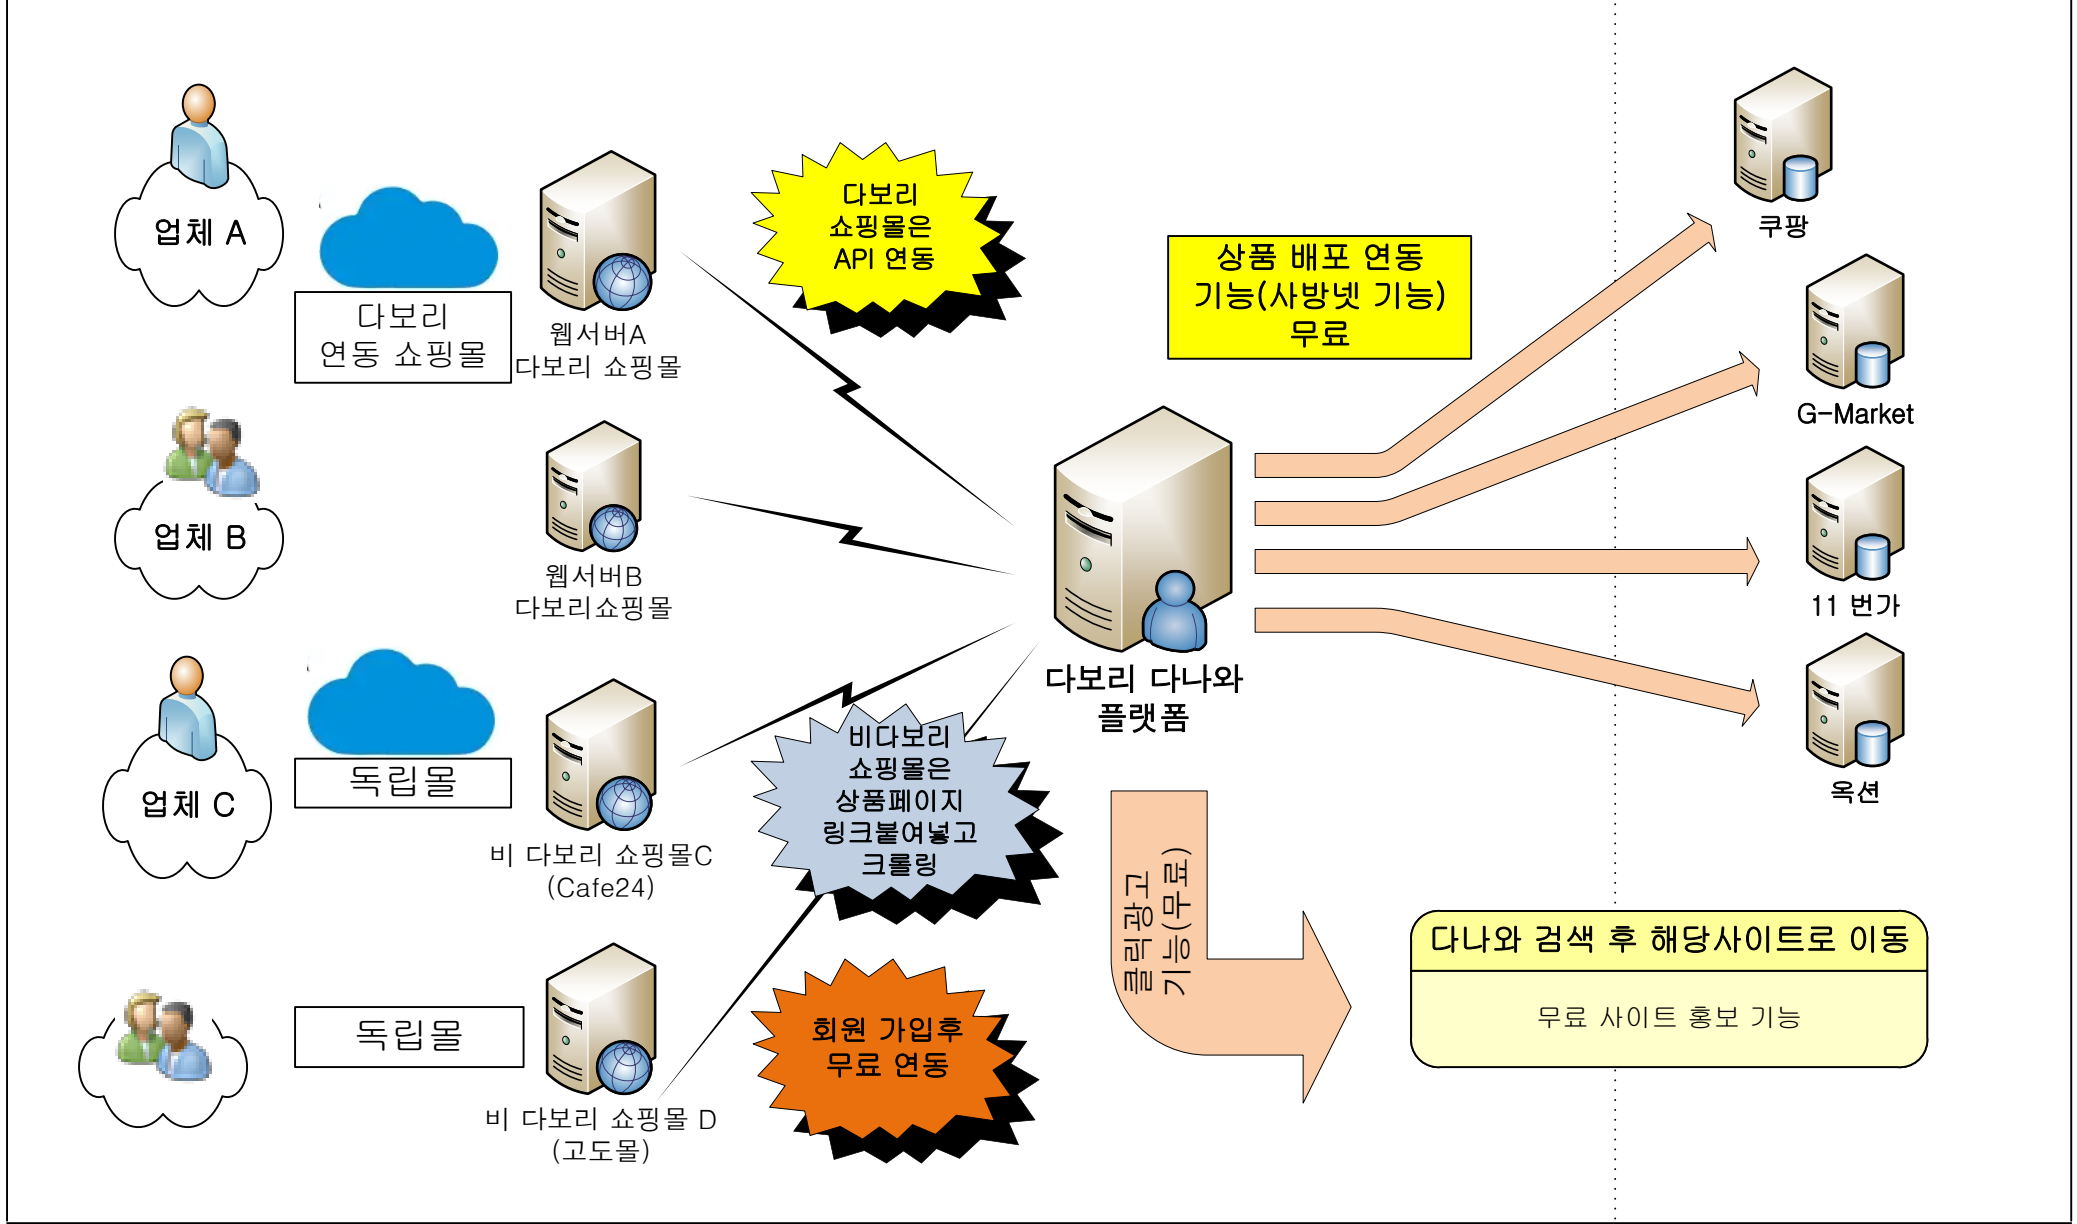 업체 A
다보리
연동 쇼핑몰
웹서버A
다보리 쇼핑몰
다보리
쇼핑몰은
API 연동
상품 배포 연동
기능(사방넷 기능)
무료
쿠팡
G-Market
업체 B
웹서버B
다보리쇼핑몰
다보리 다나와
플랫폼
11 번가
옥션
업체 C
독립몰
비 다보리 쇼핑몰C
(Cafe24)
비다보리
쇼핑몰은
상품페이지
링크붙여넣고
크롤링
클릭광고
기능(무료)
다나와 검색 후 해당사이트로 이동
무료 사이트 홍보 기능
독립몰
비 다보리 쇼핑몰 D
(고도몰)
회원 가입후
무료 연동